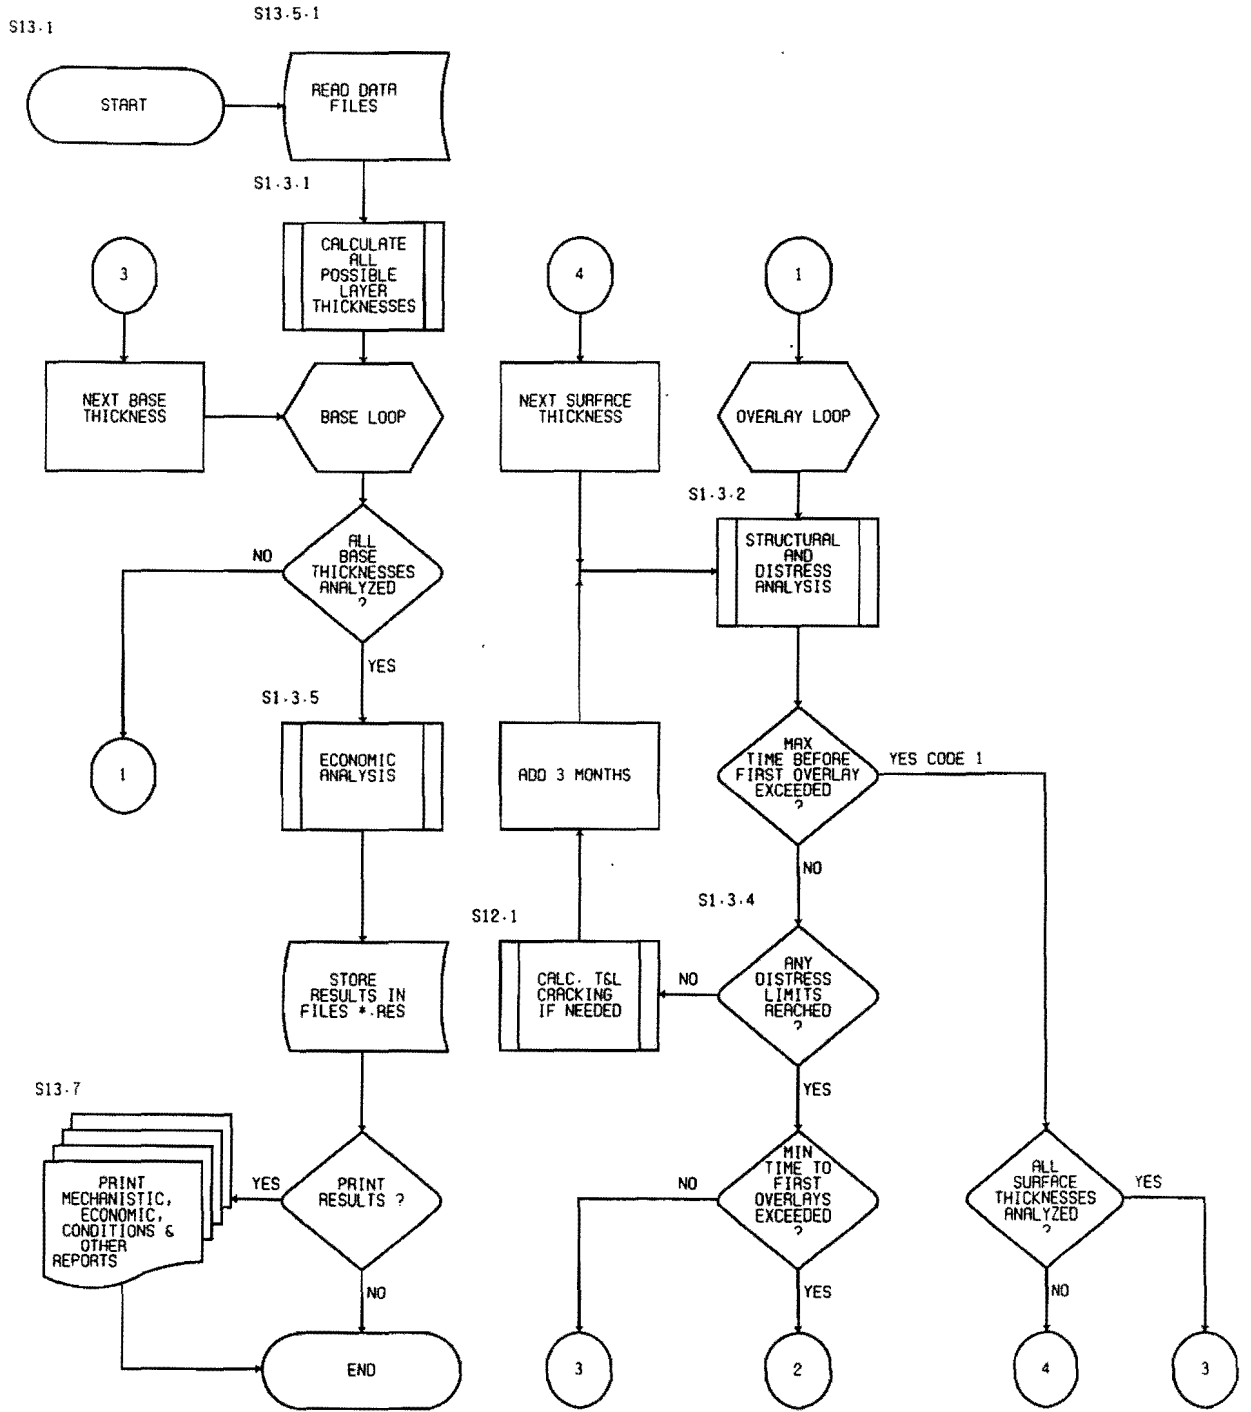 S13.1
S13.5.1
START
READ DATA
FILES
S1.3.1
CALCULATE
ALL
POSSIBLE
LAYER
THICKNESSES
3
4
1
NEXT BASE
THICKNESS
BASE LOOP
NEXT SURFACE
THICKNESS
OVERLAY LOOP
S1.3.2
NO
ALL
BASE
THICKNESSES
ANALYZED
?
STRUCTURAL
AND
DISTRESS
ANALYSIS
YES
S1.3.5
1
ECONOMIC
ANALYSIS
ADD 3 MONTHS
MAX
TIME BEFORE
FIRST OVERLAY
EXCEEDED
?
YES CODE 1
NO
S1.3.4
S12.1
STORE
RESULTS IN
FILES *.RES
CALC. T&L
CRACKING
IF NEEDED
NO
ANY
DISTRESS
LIMITS
REACHED
?
YES
S13.7
PRINT
MECHANISTIC,
ECONOMIC,
CONDITIONS &
OTHER
REPORTS
YES
PRINT
RESULTS ?
NO
NO
MIN
TIME TO
FIRST
OVERLAYS
EXCEEDED
?
YES
ALL
SURFACE
THICKNESSES
ANALYZED
?
YES
NO
END
3
2
4
3